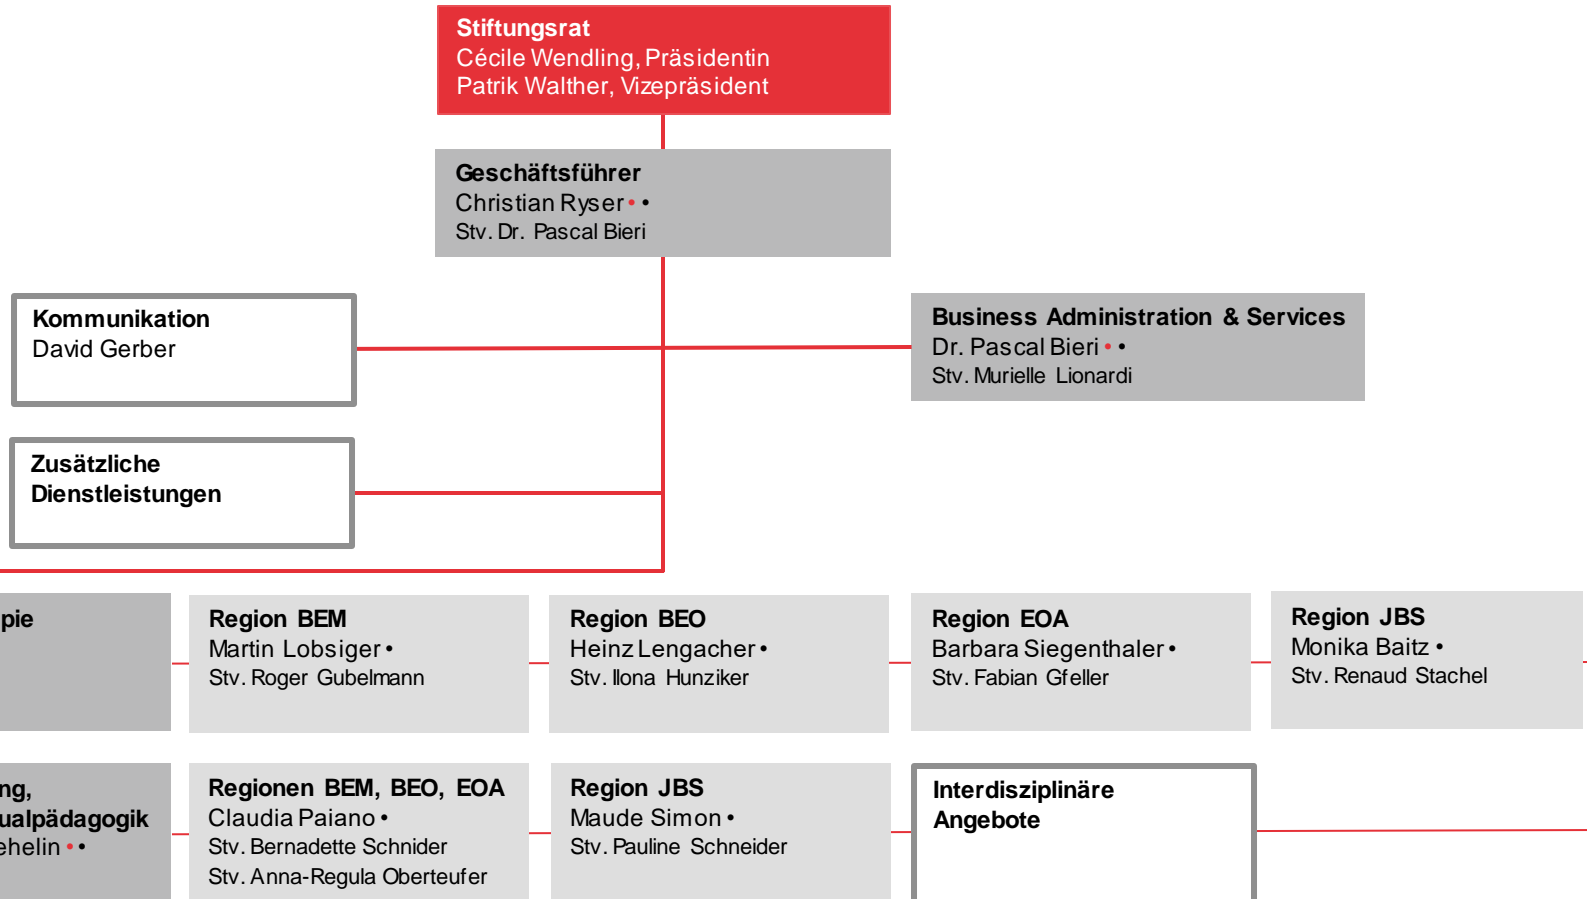 Stiftungsrat
Cécile Wendling, Präsidentin
Patrik Walther, Vizepräsident
Geschäftsführer
Christian Ryser • •
Stv. Dr. Pascal Bieri
Kommunikation
David Gerber
Business Administration & Services
Dr. Pascal Bieri • •
Stv. Murielle Lionardi
Zusätzliche
Dienstleistungen
pie
Region BEM
Martin Lobsiger •
Stv. Roger Gubelmann
Region BEO
Heinz Lengacher •
Stv. Ilona Hunziker
Region EOA
Barbara Siegenthaler •
Stv. Fabian Gfeller
Region JBS
Monika Baitz •
Stv. Renaud Stachel
ng,
ualpädagogik
ehelin • •
Regionen BEM, BEO, EOA
Claudia Paiano •
Stv. Bernadette Schnider
Stv. Anna-Regula Oberteufer
Region JBS
Maude Simon •
Stv. Pauline Schneider
Interdisziplinäre
Angebote